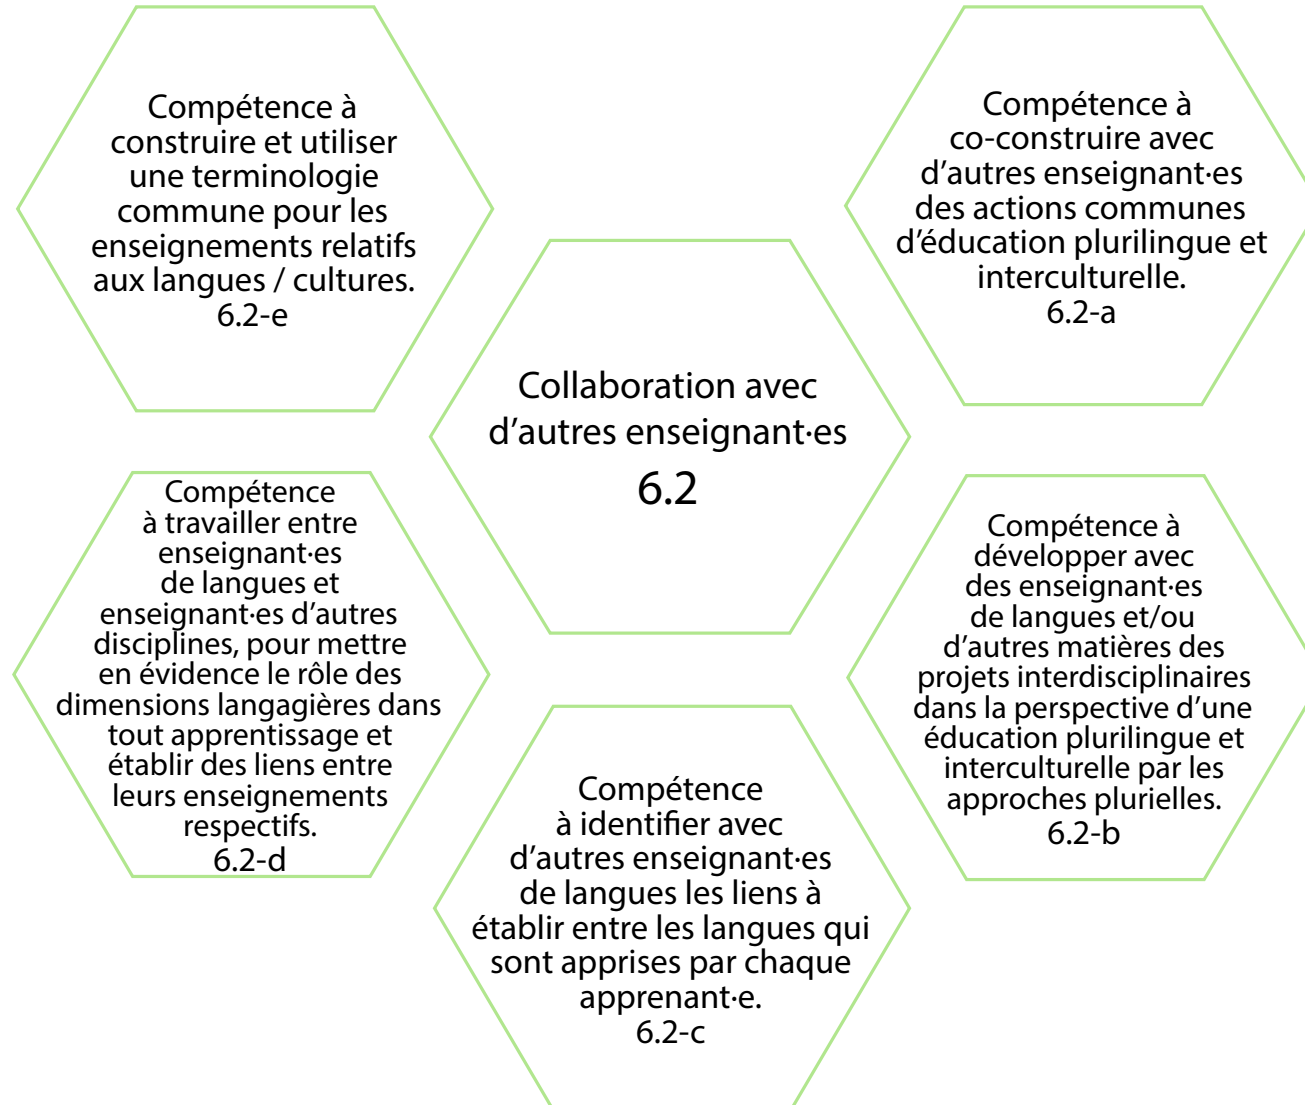 Compétence à
construire et utiliser
une terminologie
commune pour les
enseignements relatifs
aux langues / cultures.
6.2-e
Compétence à
co-construire avec
d’autres enseignant·es
des actions communes
d’éducation plurilingue et
interculturelle.
6.2-a
Collaboration avec
d’autres enseignant·es
6.2
Compétence
à travailler entre
enseignant·es
de langues et
enseignant·es d’autres
disciplines, pour mettre
en évidence le rôle des
dimensions langagières dans
tout apprentissage et
établir des liens entre
leurs enseignements
respectifs.
6.2-d
Compétence à
développer avec
des enseignant·es
de langues et/ou
d’autres matières des
projets interdisciplinaires
dans la perspective d’une
éducation plurilingue et
interculturelle par les
approches plurielles.
6.2-b
Compétence
à identifier avec
d’autres enseignant·es
de langues les liens à
établir entre les langues qui
sont apprises par chaque
apprenant·e.
6.2-c